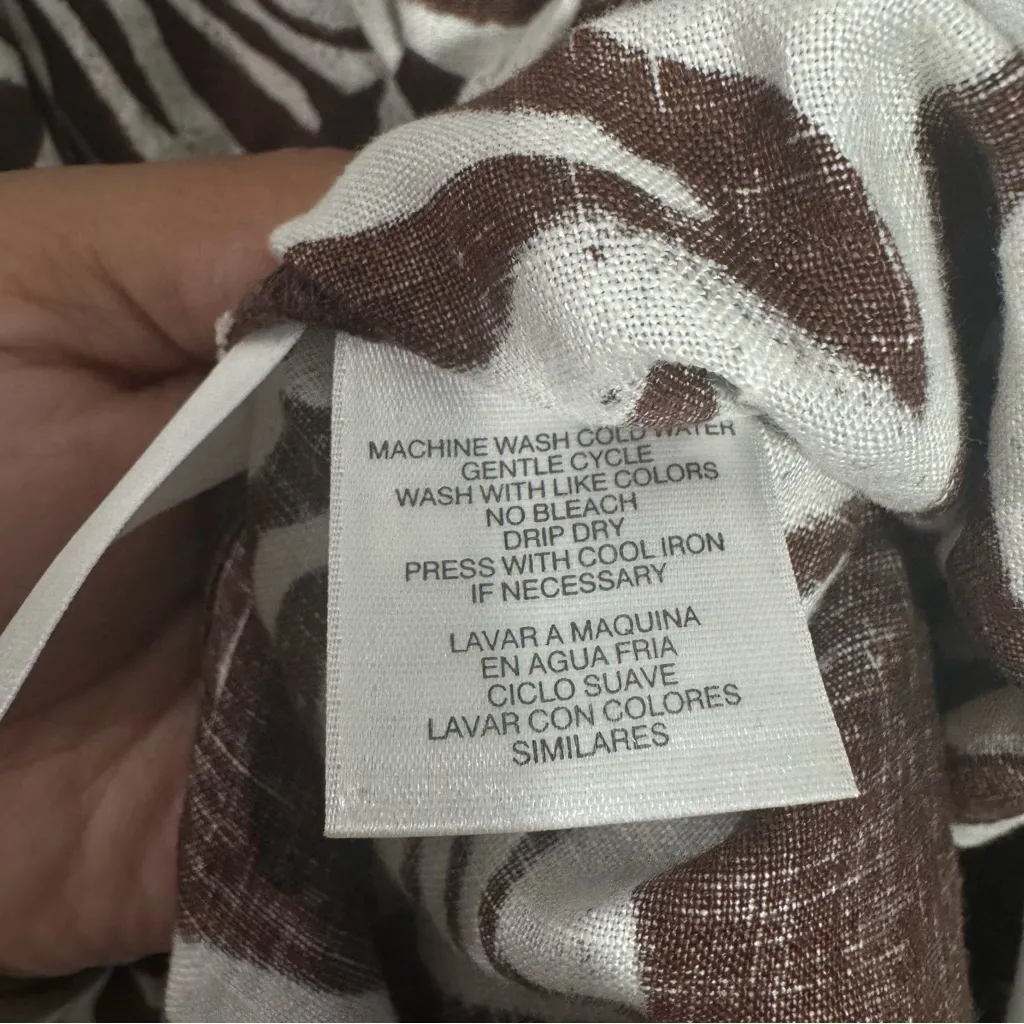 MACHINE WASH COLD WATER
GENTLE CYCLE
WASH WITH LIKE COLORS
NO BLEACH
DRIP DRY
PRESS WITH COOL IRON
IF NECESSARY
LAVAR A MAQUINA
EN AGUA FRIA
CICLO SUAVE
LAVAR CON COLORES
SIMILARES